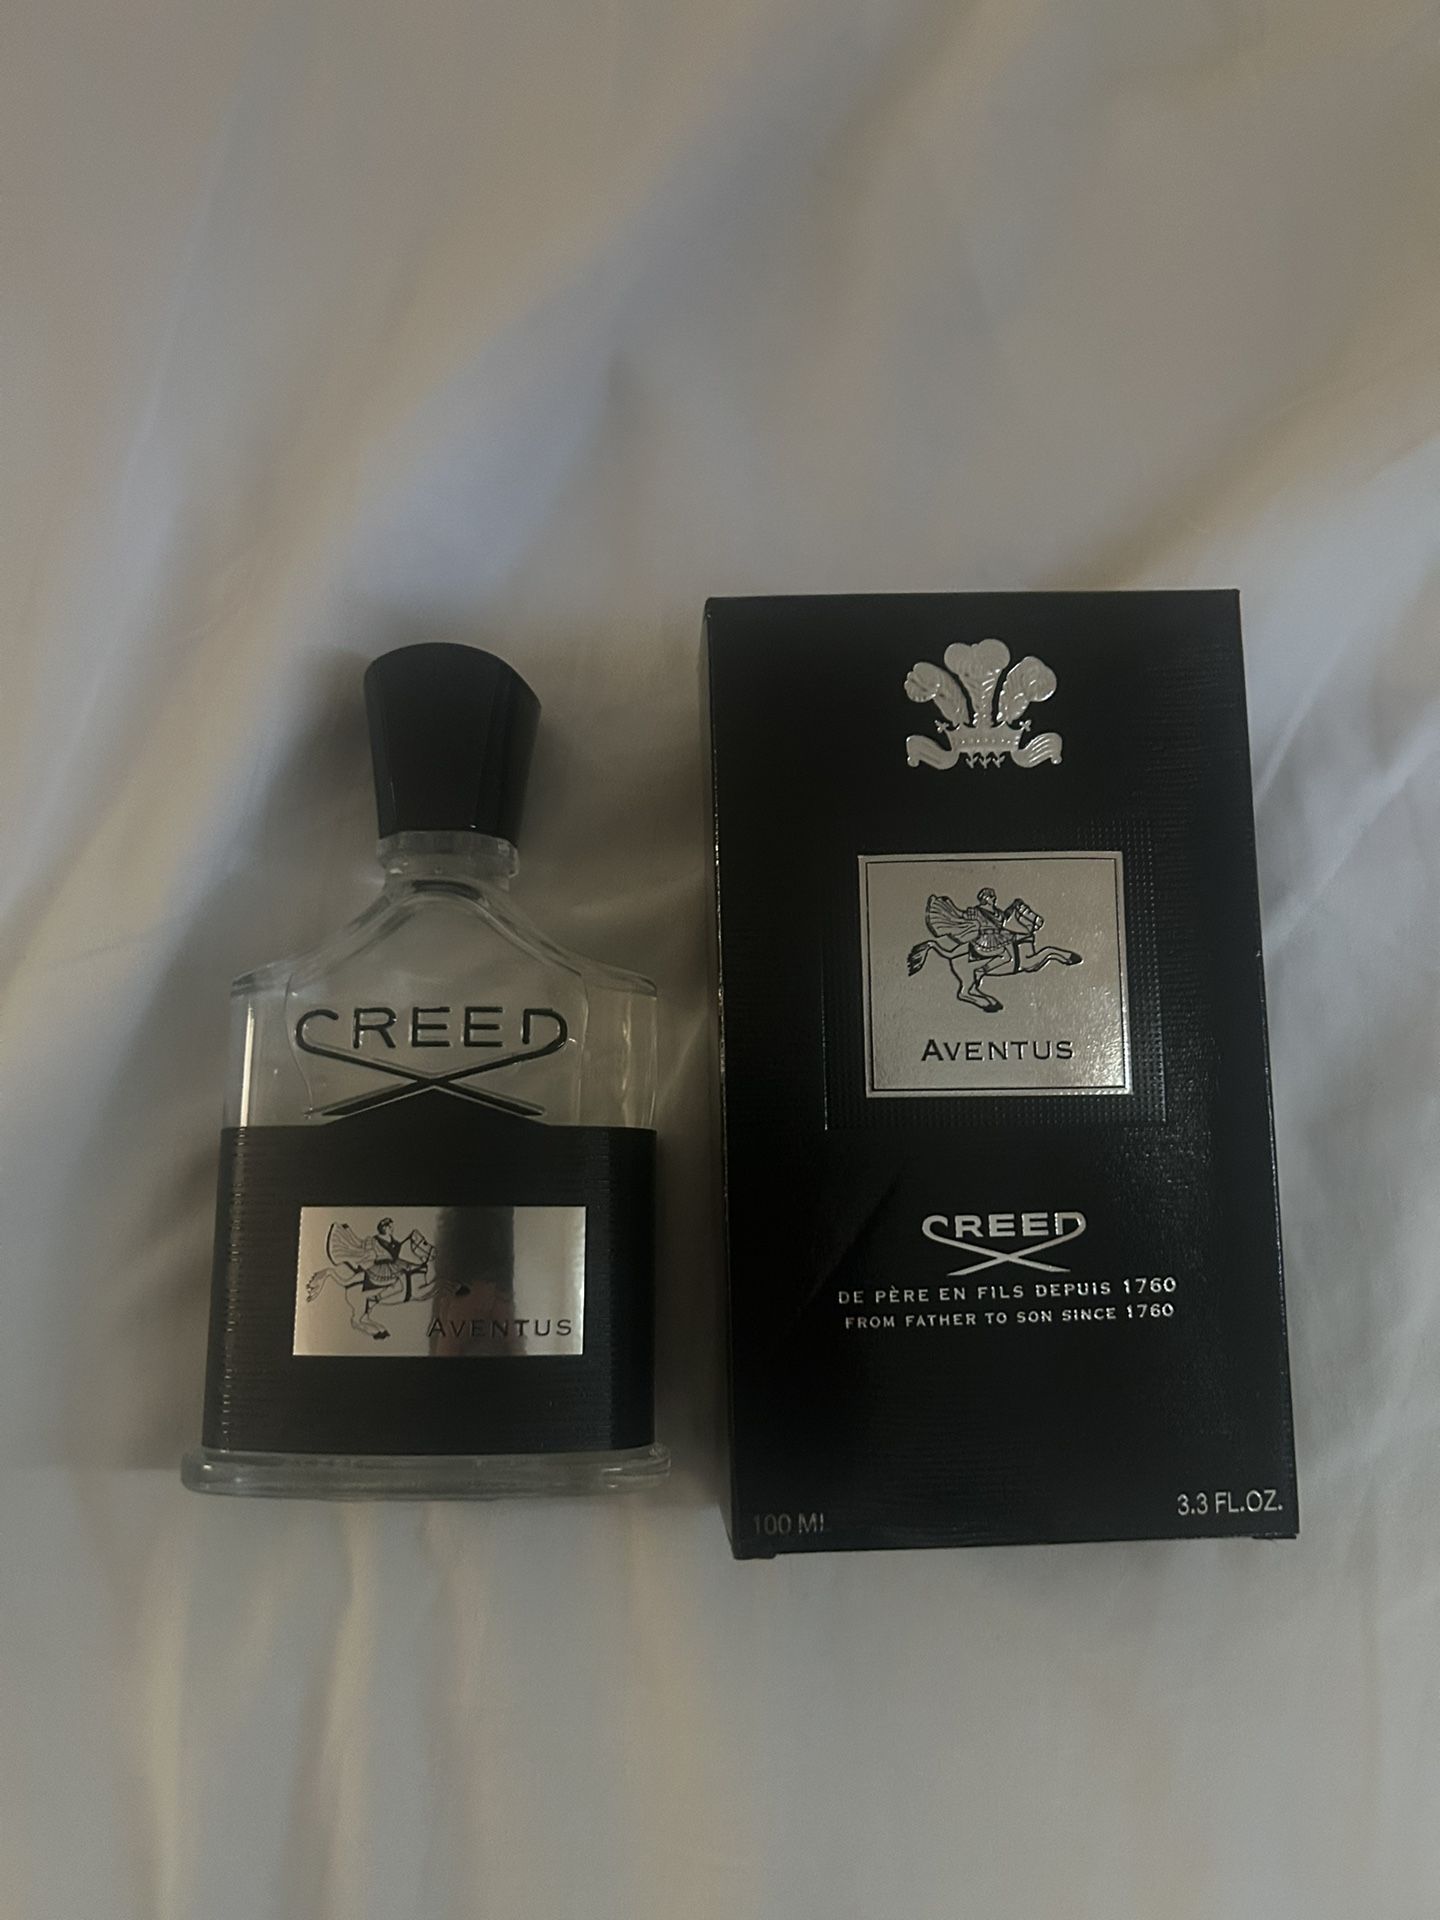 CREED
AVENTUS
AVENTUS
CREED
DE PÈRE EN FILS DEPUIS 1760
FROM FATHER TO SON SINCE 1760
100 ML
3.3 FL.OZ.